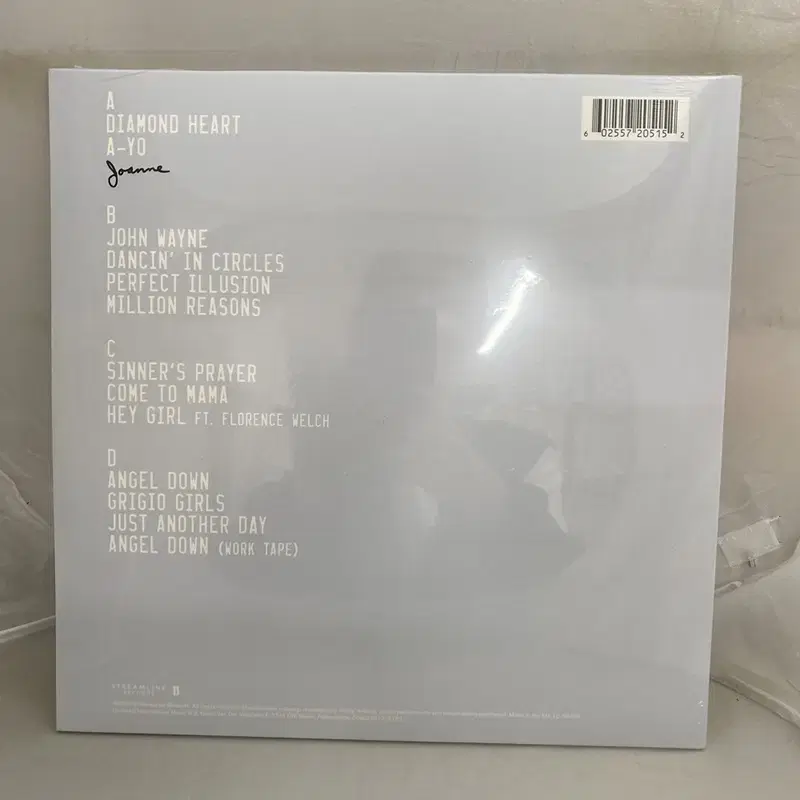 A
DIAMOND HEART
A-YO
Joanne
B
JOHN WAYNE
DANCIN' IN CIRCLES
PERFECT ILLUSION
MILLION REASONS
C
SINNER'S PRAYER
COME TO MAMA
HEY GIRL FT. FLORENCE WELCH
D
ANGEL DOWN
GRIGIO GIRLS
JUST ANOTHER DAY
ANGEL DOWN (WORK TAPE)
6 02557 20515 2
STREAMLINE